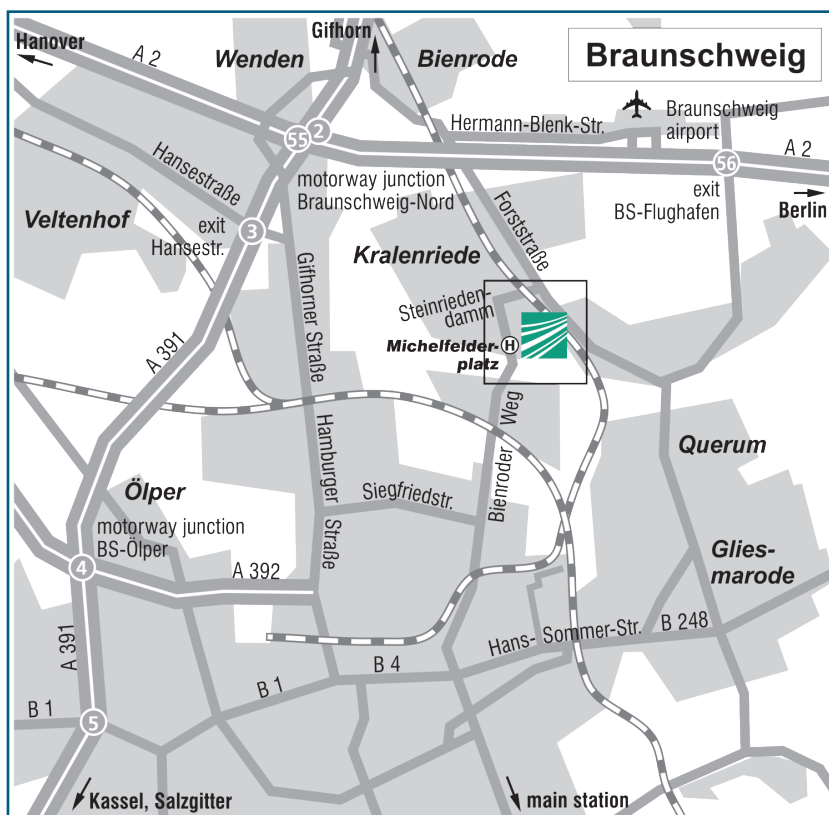 Gifhorn
Hanover
A 2
Wenden
Bienrode
Braunschweig
Hermann-Blenk-Str.
Braunschweig
airport
55
2
56
A 2
Hansestraße
motorway junction
Braunschweig-Nord
exit
BS-Flughafen
Berlin
Veltenhof
exit
Hansestr.
3
Forststraße
Kralenriede
Gifhorner Straße
Steinrieden-
damm
Michelfelder-
platz
H
A 391
Weg
Bienroder
Hamburger
Straße
Querum
Ölper
Siegfriedstr.
motorway junction
BS-Ölper
Glies-
marode
4
A 392
A 391
Hans- Sommer-Str.
B 248
B 4
B 1
B 1
5
Kassel, Salzgitter
main station